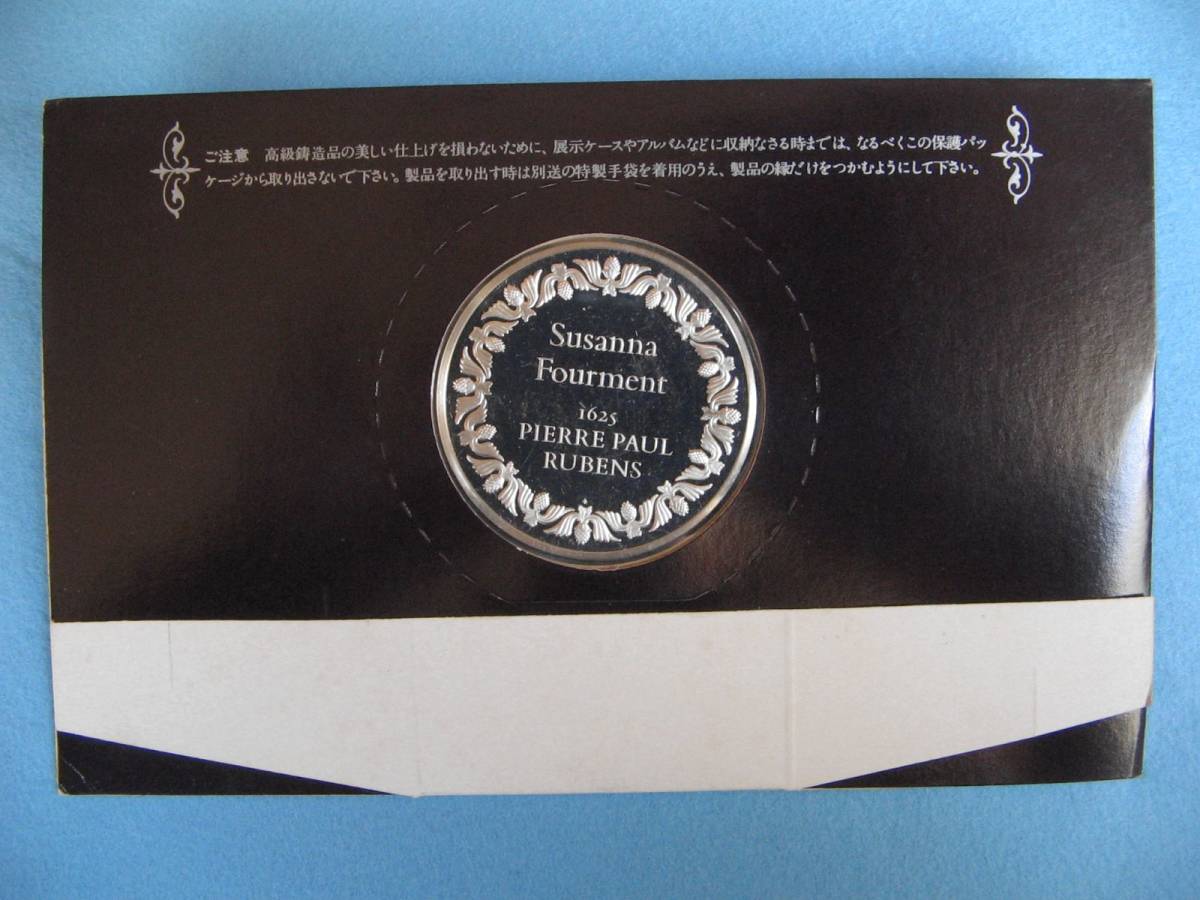 ご注意 高級鋳造品の美しい仕上げを損わないために、展示ケースやアルバムなどに収納なさる時までは、なるべくこの保護パッ
ケージから取り出さないで下さい。製品を取り出す時は別送の特製手袋を着用のうえ、製品の縁だけをつかむようにして下さい。
Susanna
Fourment
1625
PIERRE PAUL
RUBENS